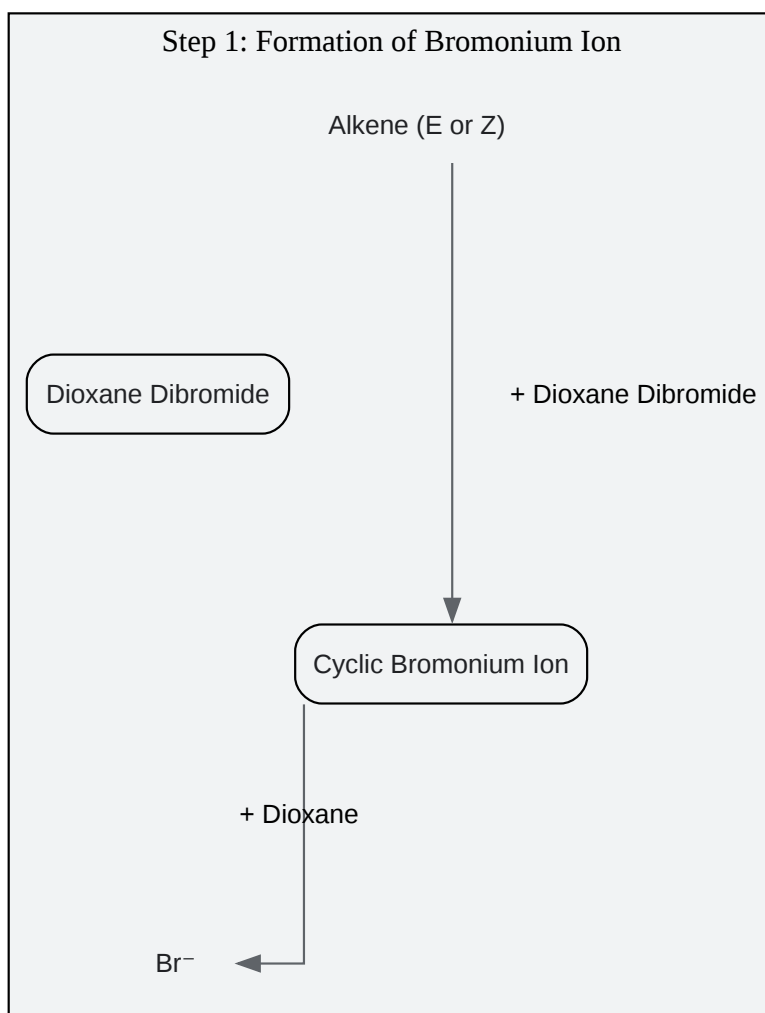 Step 1: Formation of Bromonium Ion
Alkene (E or Z)
Dioxane Dibromide
+ Dioxane Dibromide
Cyclic Bromonium Ion
+ Dioxane
Br⁻